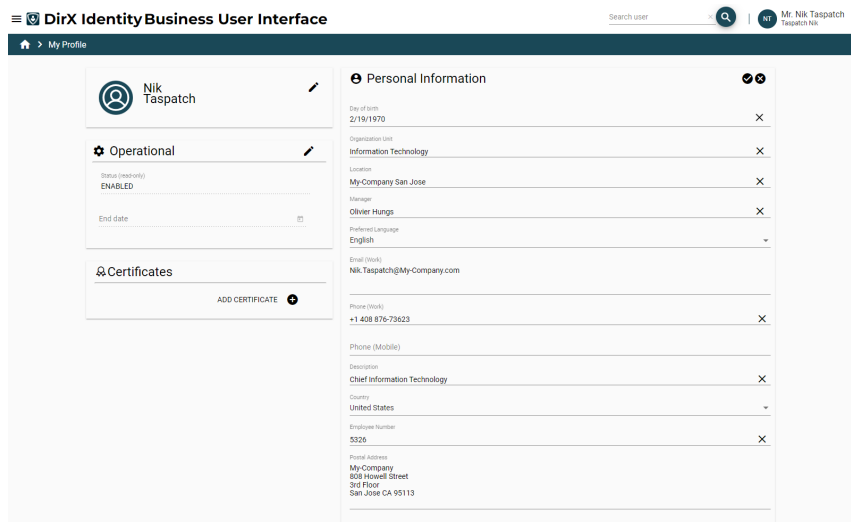 DirX Identity Business User Interface
Search user
NT
Mr. Nik Taspatch
Taspatch Nik
My Profile
Nik
Taspatch
Operational
Status (read-only)
ENABLED
End date
Certificates
ADD CERTIFICATE
Personal Information
Day of birth
2/19/1970
Organization Unit
Information Technology
Location
My-Company San Jose
Manager
Olivier Hungs
Preferred Language
English
Email (Work)
Nik.Taspatch@My-Company.com
Phone (Work)
+1 408 876-73623
Phone (Mobile)
Description
Chief Information Technology
Country
United States
Employee Number
5326
Postal Address
My-Company
808 Howell Street
3rd Floor
San Jose CA 95113